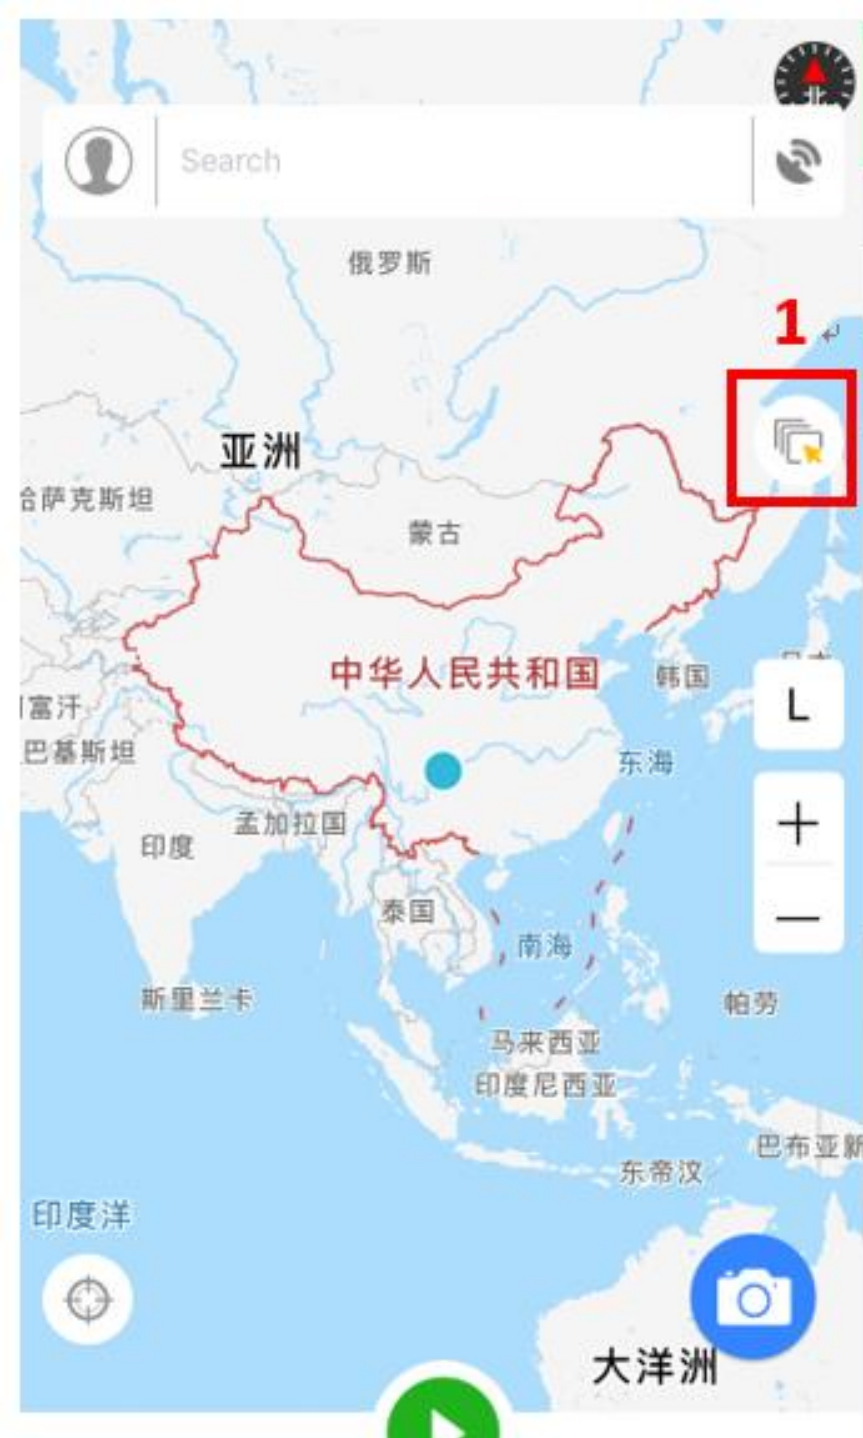 北
Search
俄罗斯
1
亚洲
哈萨克斯坦
蒙古
中华人民共和国
韩国
日本
L
富汗
巴基斯坦
东海
孟加拉国
印度
泰国
南海
斯里兰卡
帕劳
马来西亚
印度尼西亚
巴布亚新
东帝汶
印度洋
大洋洲